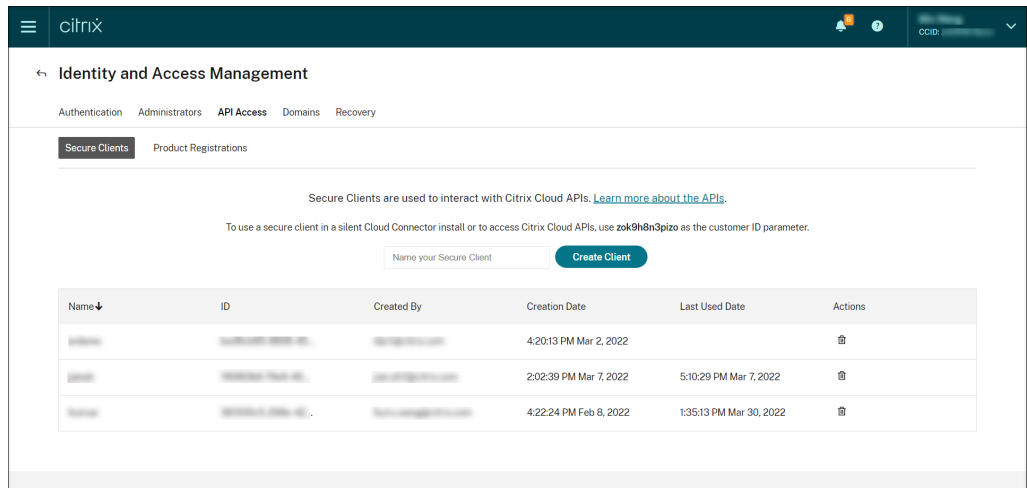 citrix
6
?
CCID:
Identity and Access Management
Authentication Administrators API Access Domains Recovery
Secure Clients Product Registrations
Secure Clients are used to interact with Citrix Cloud APIs. Learn more about the APIs.
To use a secure client in a silent Cloud Connector install or to access Citrix Cloud APIs, use zok9h8n3pizo as the customer ID parameter.
Name your Secure Client Create Client
Name ID Created By Creation Date Last Used Date Actions
4:20:13 PM Mar 2, 2022
2:02:39 PM Mar 7, 2022 5:10:29 PM Mar 7, 2022
4:22:24 PM Feb 8, 2022 1:35:13 PM Mar 30, 2022